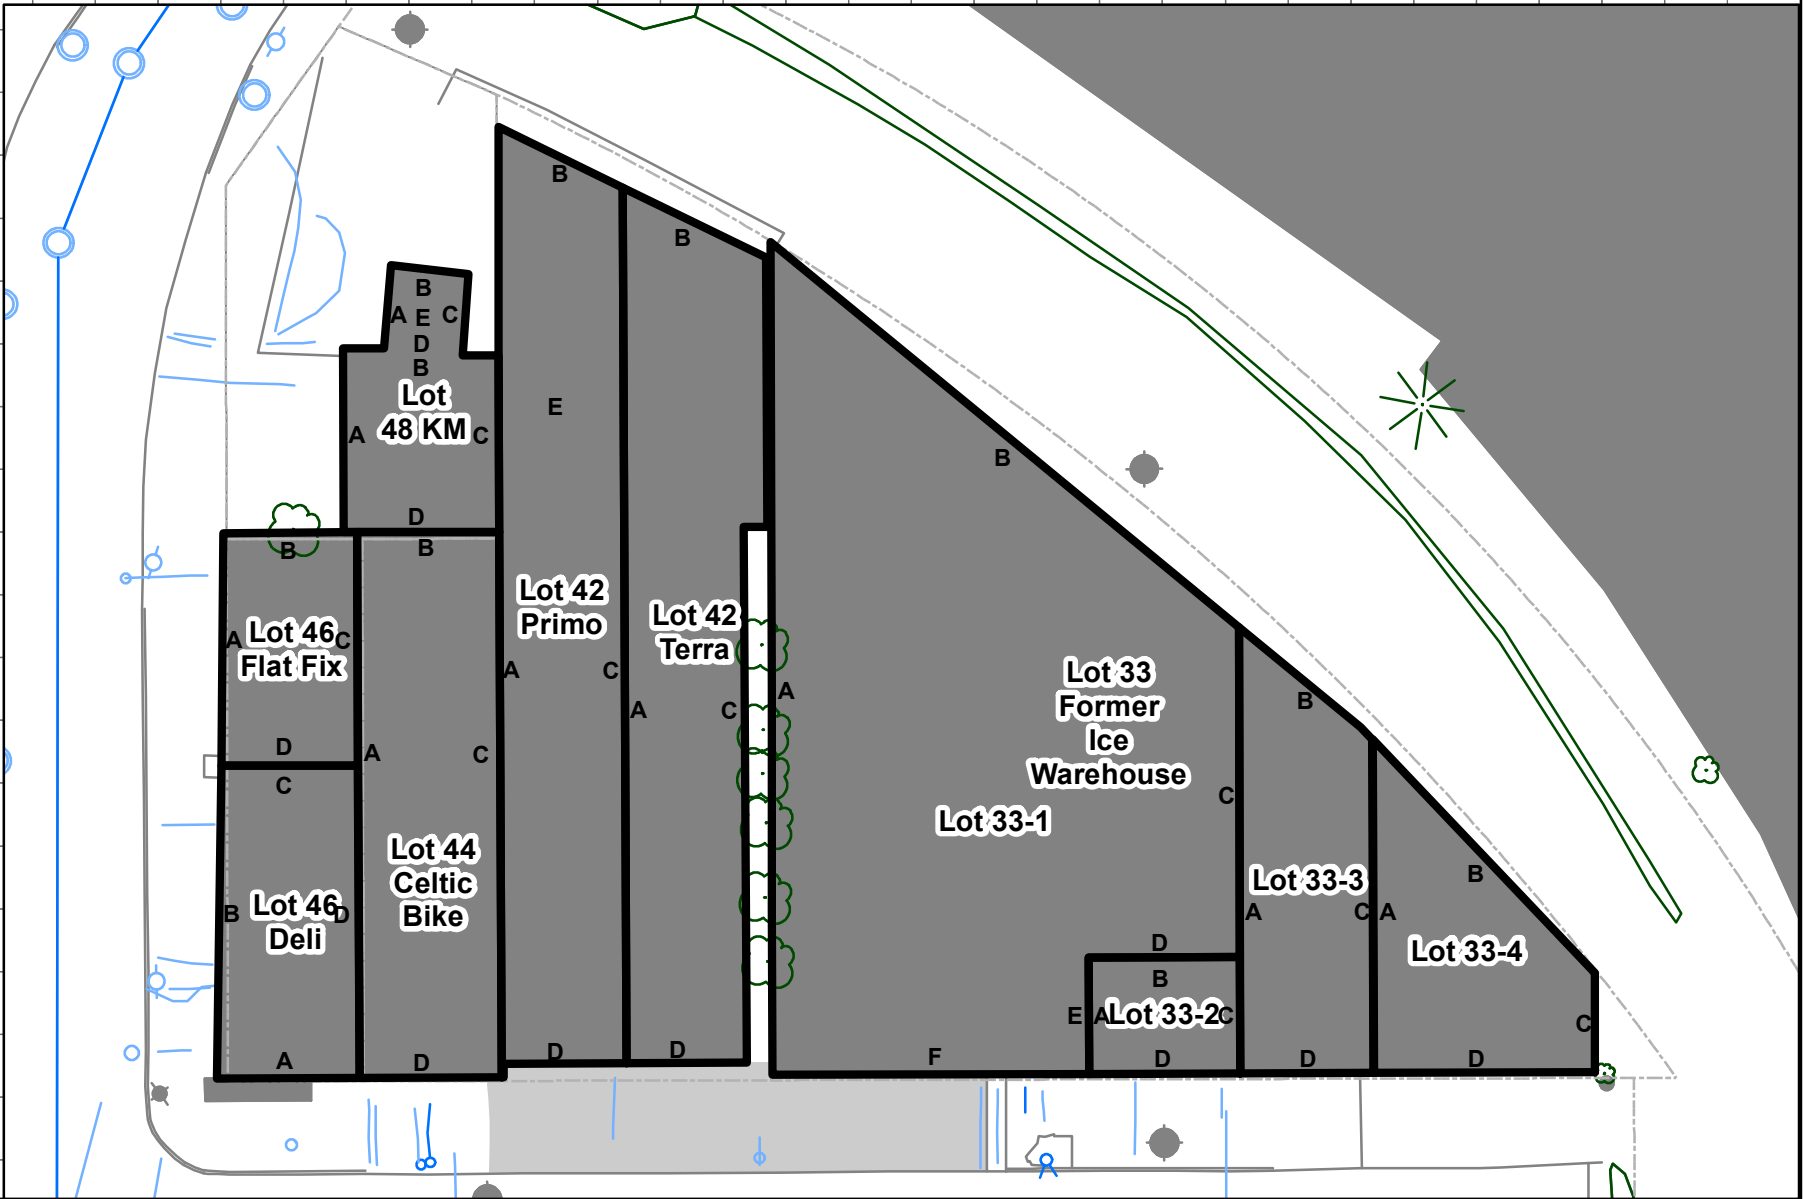 B
B
B
A E C
D
B
Lot
48 KM
A C
D
E
B
B B
Lot 42
Primo
Lot 42
Terra
A C
Lot 46
Flat Fix
D
A C
A C
A C
A
Lot 33
Former
Ice
Warehouse
Lot 33-1
B
C
C
Lot 46
Deli
B D
A
Lot 44
Celtic
Bike
D
D
D
Lot 33-3
A C
B
Lot 33-4
A
C
D
D
B
E A Lot 33-2 C
D
D
F